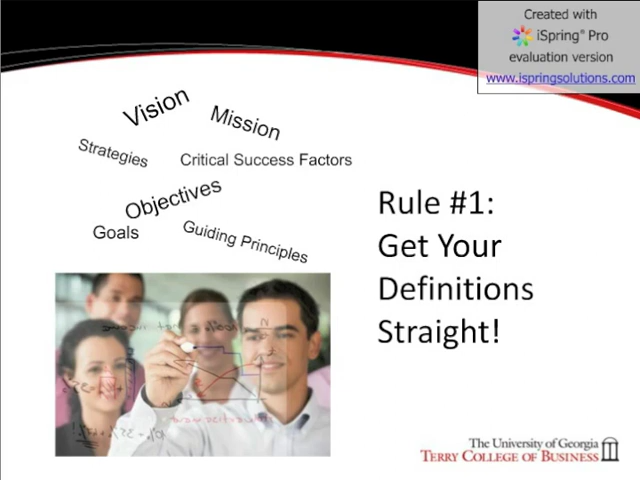 Created with
iSpring® Pro
evaluation version
www.ispringsolutions.com
Vision
Mission
Strategies
Critical Success Factors
Objectives
Goals
Guiding Principles
Rule #1:
Get Your
Definitions
Straight!
The University of Georgia
TERRY COLLEGE OF BUSINESS